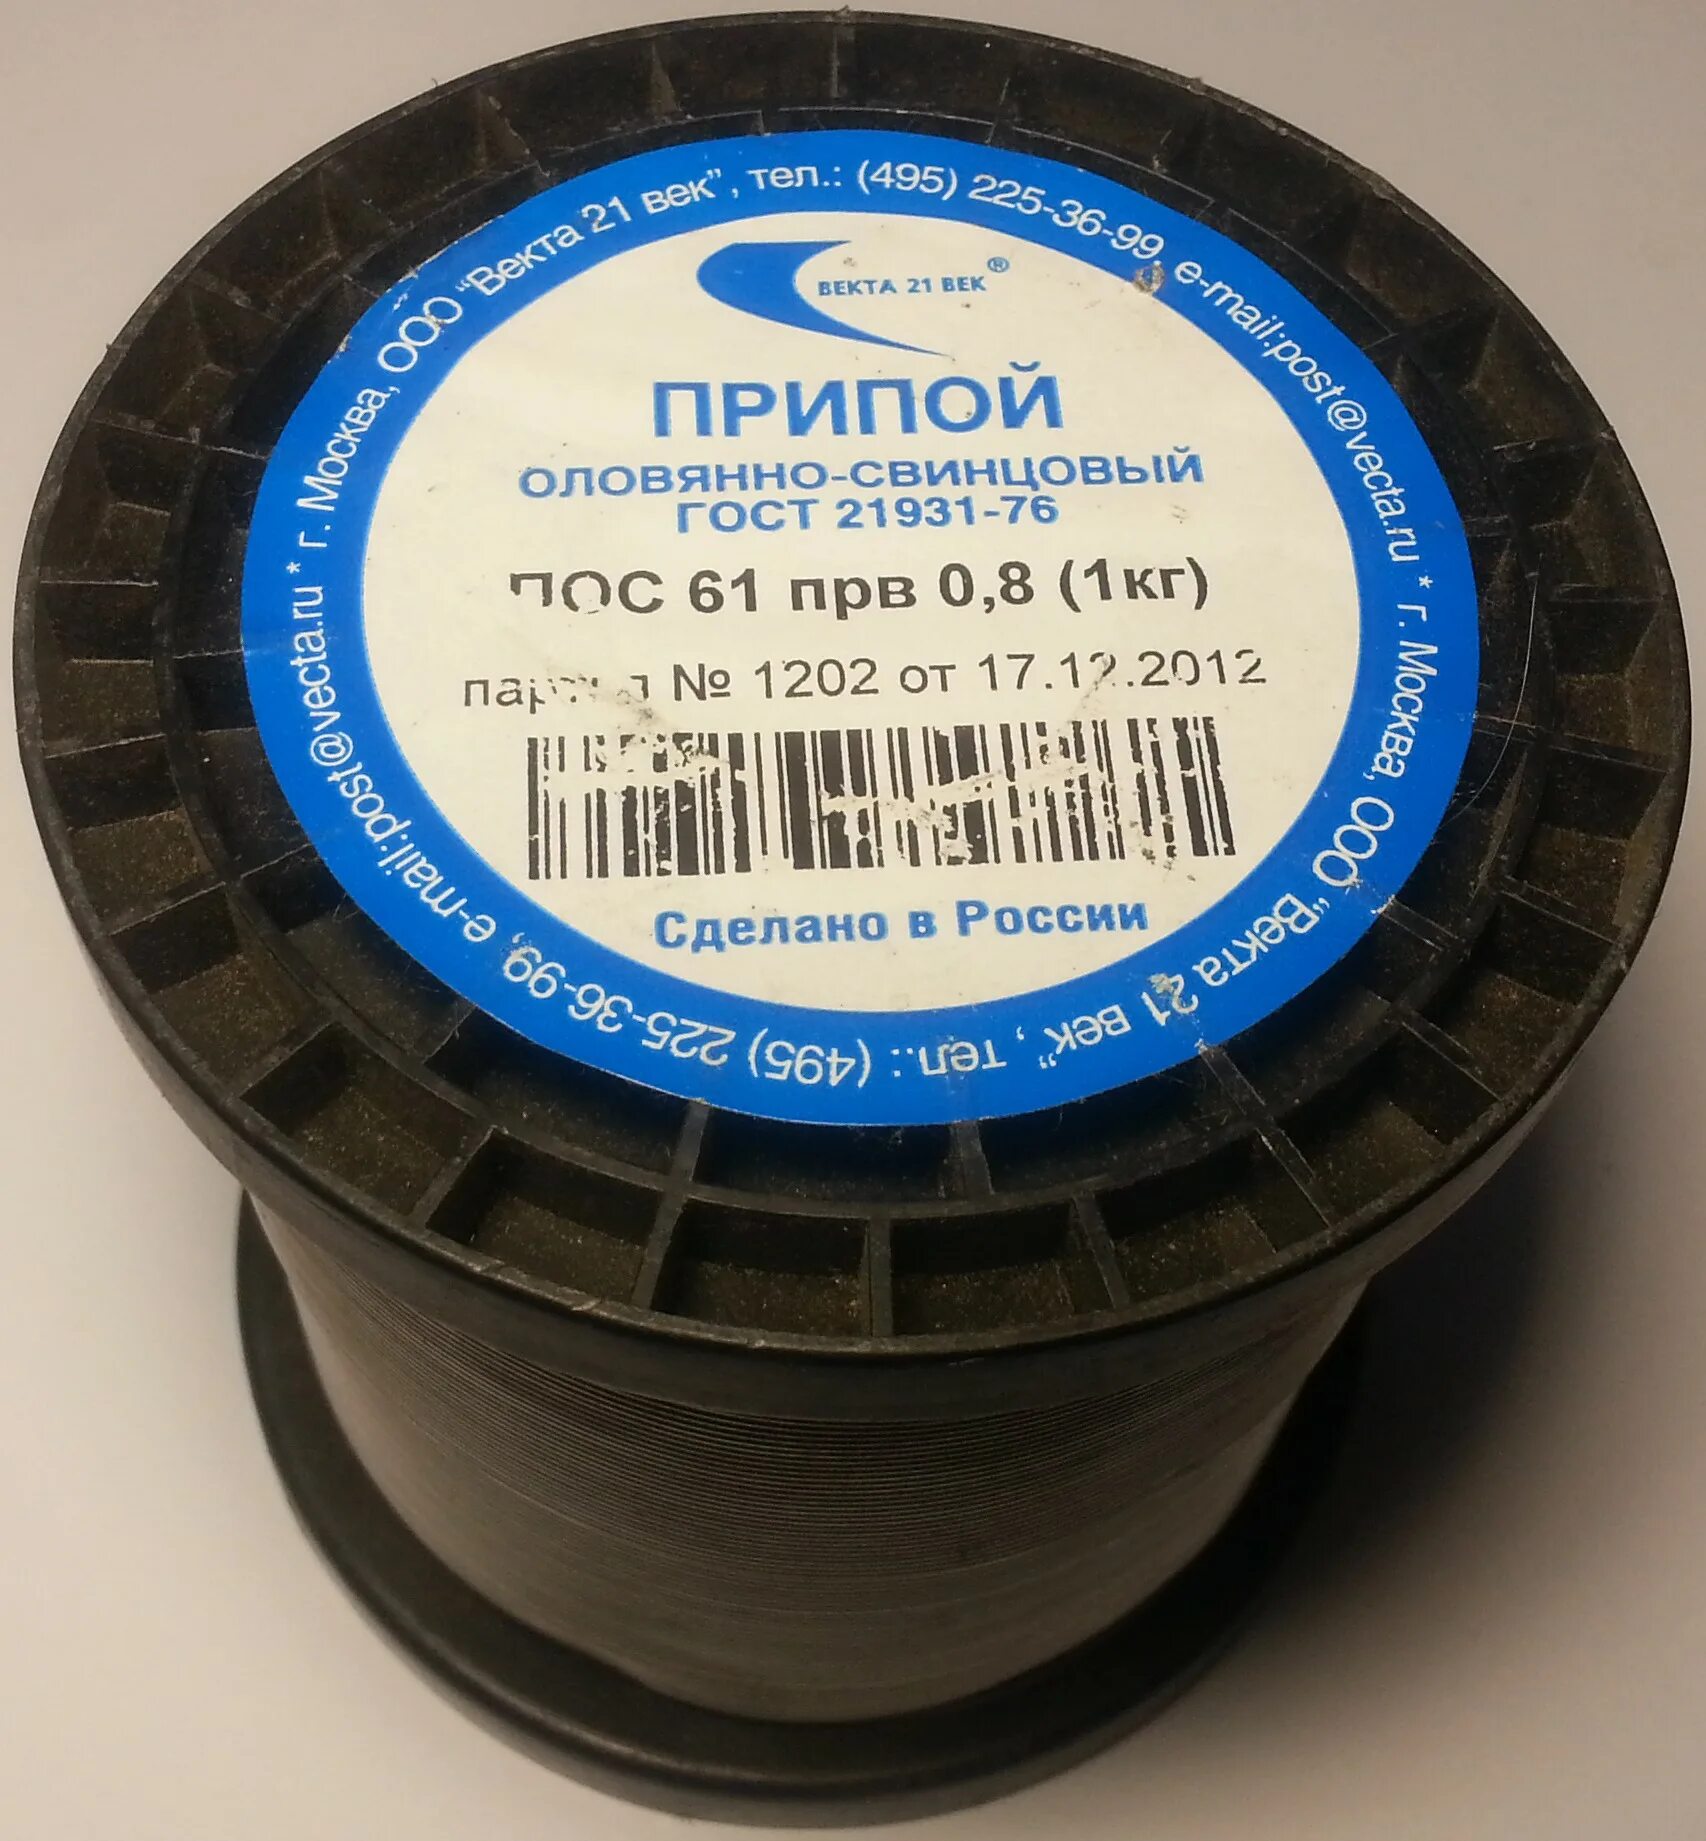 г. Москва, ООО "Векта 21 век", тел.: (495) 225-36-99, e-mail:post@vecta.ru *
г. Москва, ООО "Векта 21 век", тел.: (495) 225-36-99, e-mail:post@vecta.ru *
ВЕКТА 21 ВЕК®
ПРИПОЙ
ОЛОВЯННО-СВИНЦОВЫЙ
ГОСТ 21931-76
ПОС 61 прв 0,8 (1кг)
партия № 1202 от 17.12.2012
Сделано в России